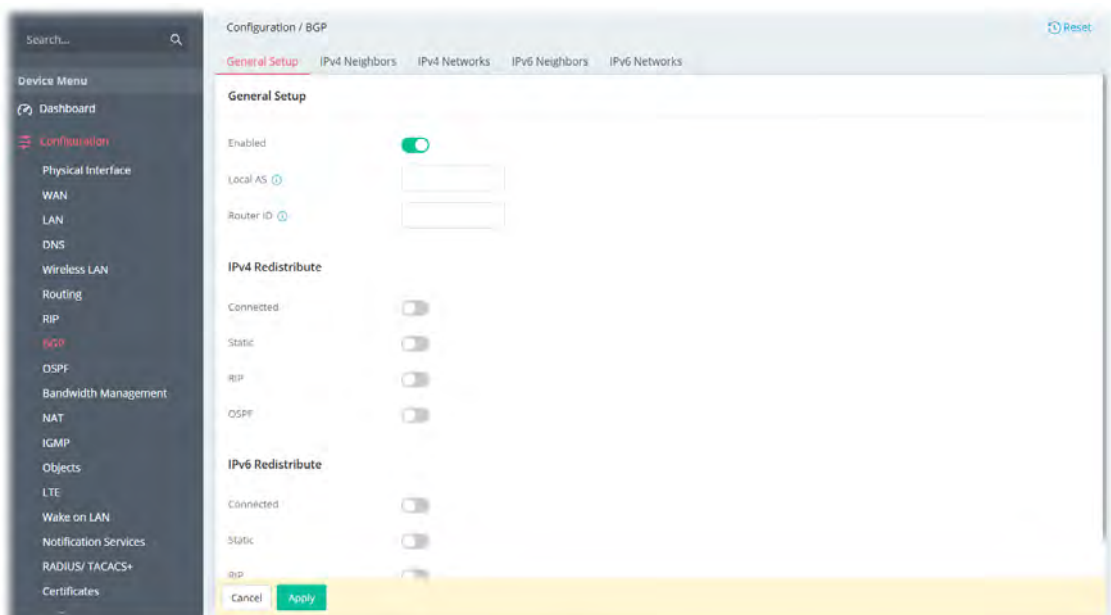 Search...
Device Menu
Dashboard
Configuration
Physical Interface
WAN
LAN
DNS
Wireless LAN
Routing
RIP
BGP
OSPF
Bandwidth Management
NAT
IGMP
Objects
LTE
Wake on LAN
Notification Services
RADIUS/ TACACS+
Certificates
Configuration / BGP
Reset
General Setup IPv4 Neighbors IPv4 Networks IPv6 Neighbors IPv6 Networks
General Setup
Enabled
Local AS
Router ID
IPv4 Redistribute
Connected
Static
RIP
OSPF
IPv6 Redistribute
Connected
Static
RIP
Cancel Apply